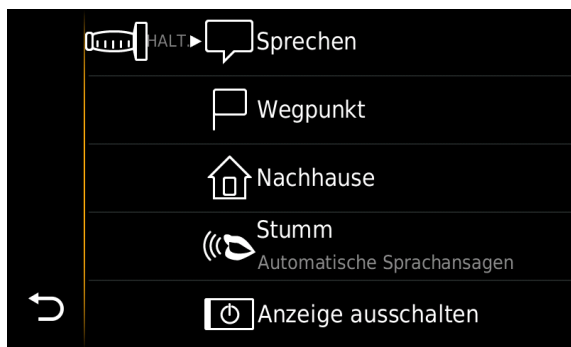 HALT. Sprechen
Wegpunkt
Nachhause
Stumm
Automatische Sprachansagen
Anzeige ausschalten